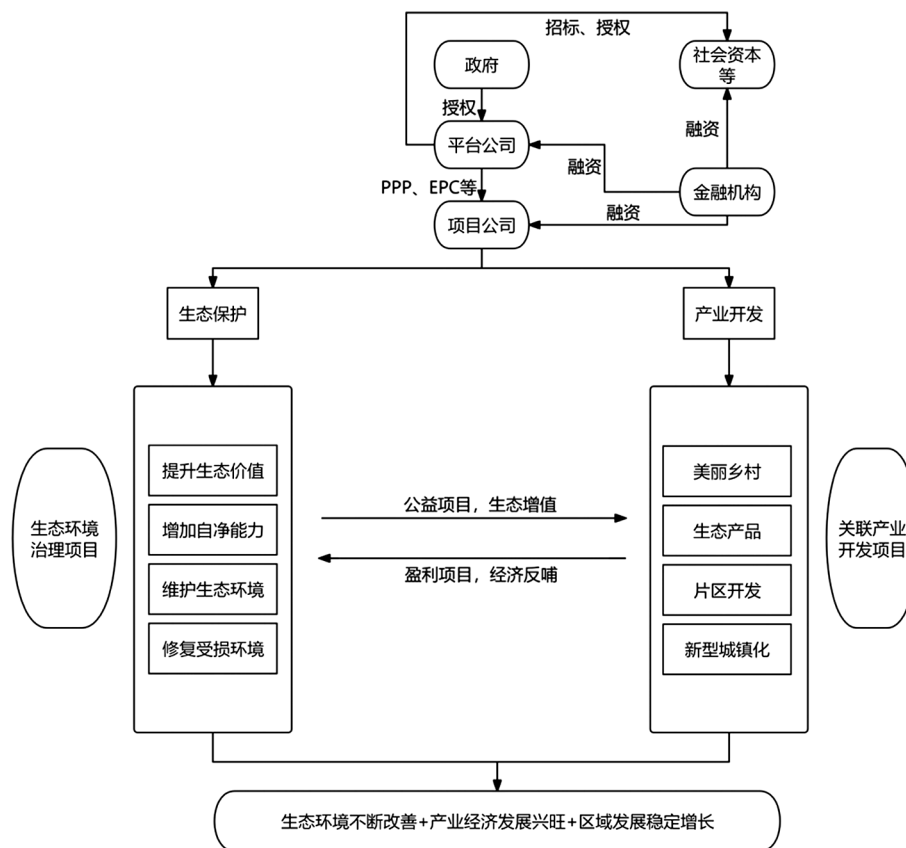 招标、授权
政府
社会资本
等
授权
融资
平台公司
融资
PPP、EPC等
金融机构
融资
项目公司
生态保护
产业开发
提升生态价值
美丽乡村
公益项目，生态增值
生态环境
治理项目
增加自净能力
生态产品
关联产业
开发项目
盈利项目，经济反哺
维护生态环境
片区开发
修复受损环境
新型城镇化
生态环境不断改善+产业经济发展兴旺+区域发展稳定增长